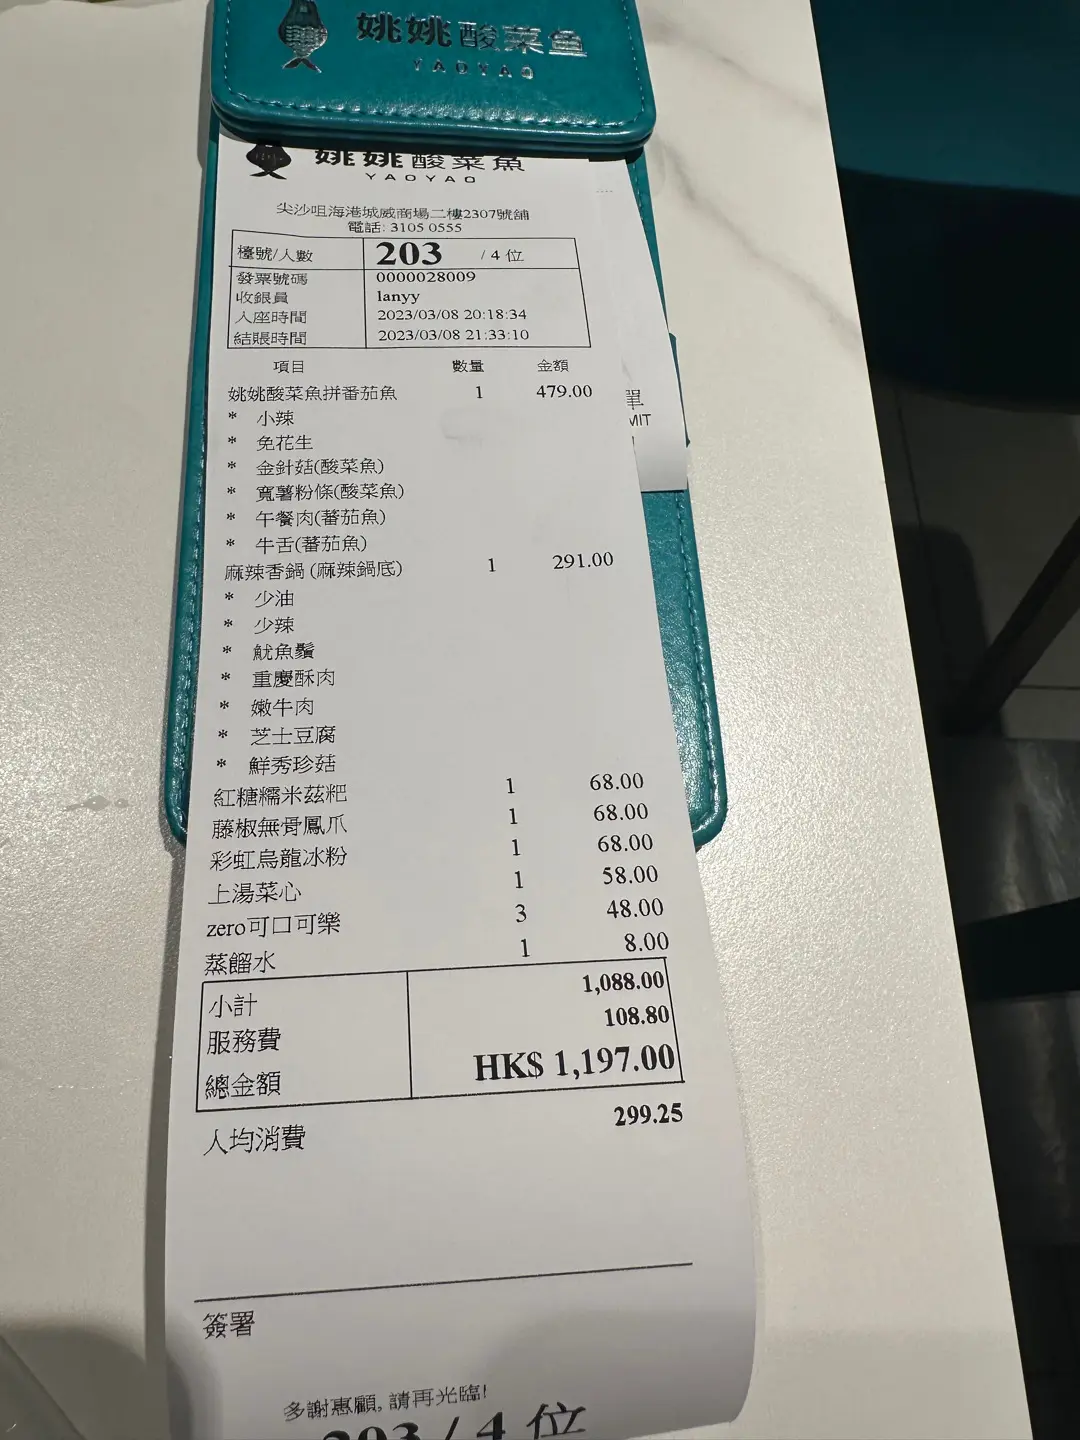 姚姚酸菜鱼
YAOYAO
姚姚酸菜魚
YAOYAO
尖沙咀海港城威商場二樓2307號舖
電話: 3105 0555
檯號/人數 203 / 4 位
發票號碼 0000028009
收銀員 lanyy
入座時間 2023/03/08 20:18:34
結賬時間 2023/03/08 21:33:10
項目 數量 金額
姚姚酸菜魚拼番茄魚 1 479.00
* 小辣
* 免花生
* 金針菇(酸菜魚)
* 寬薯粉條(酸菜魚)
* 午餐肉(蕃茄魚)
* 牛舌(蕃茄魚)
麻辣香鍋 (麻辣鍋底) 1 291.00
* 少油
* 少辣
* 魷魚鬚
* 重慶酥肉
* 嫩牛肉
* 芝士豆腐
* 鮮秀珍菇
紅糖糯米茲粑 1 68.00
藤椒無骨鳳爪 1 68.00
彩虹烏龍冰粉 1 68.00
上湯菜心 1 58.00
zero可口可樂 3 48.00
蒸餾水 1 8.00
小計 1,088.00
服務費 108.80
總金額 HK$ 1,197.00
人均消費 299.25
簽署
多謝惠顧, 請再光臨!
203 / 4 位
單
MIT